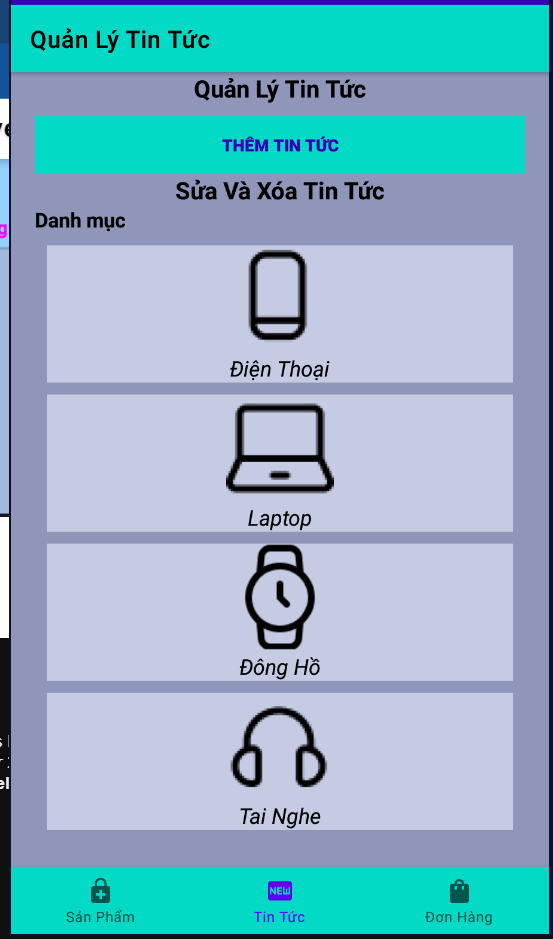 Quản Lý Tin Tức
Quản Lý Tin Tức
THÊM TIN TỨC
Sửa Và Xóa Tin Tức
Danh mục
Điện Thoại
Laptop
Đông Hồ
Tai Nghe
NEW
Sản Phẩm
Tin Tức
Đơn Hàng